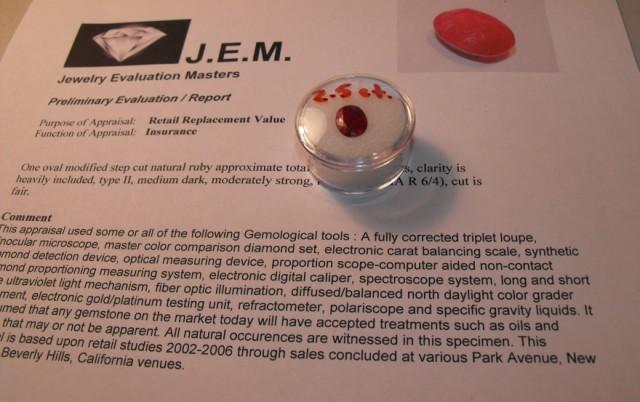 J.E.M.
Jewelry Evaluation Masters
Preliminary Evaluation / Report
Purpose of Appraisal: Retail Replacement Value
Function of Appraisal: Insurance
2.5 ct.
One oval modified step cut natural ruby approximate total s, clarity is
heavily included, type II, medium dark, moderately strong, R 6/4), cut is
fair.
Comment
This appraisal used some or all of the following Gemological tools : A fully corrected triplet loupe,
nocular microscope, master color comparison diamond set, electronic carat balancing scale, synthetic
mond detection device, optical measuring device, proportion scope-computer aided non-contact
mond proportioning measuring system, electronic digital caliper, spectroscope system, long and short
e ultraviolet light mechanism, fiber optic illumination, diffused/balanced north daylight color grader
ment, electronic gold/platinum testing unit, refractometer, polariscope and specific gravity liquids. It
umed that any gemstone on the market today will have accepted treatments such as oils and
that may or not be apparent. All natural occurences are witnessed in this specimen. This
l is based upon retail studies 2002-2006 through sales concluded at various Park Avenue, New
Beverly Hills, California venues.